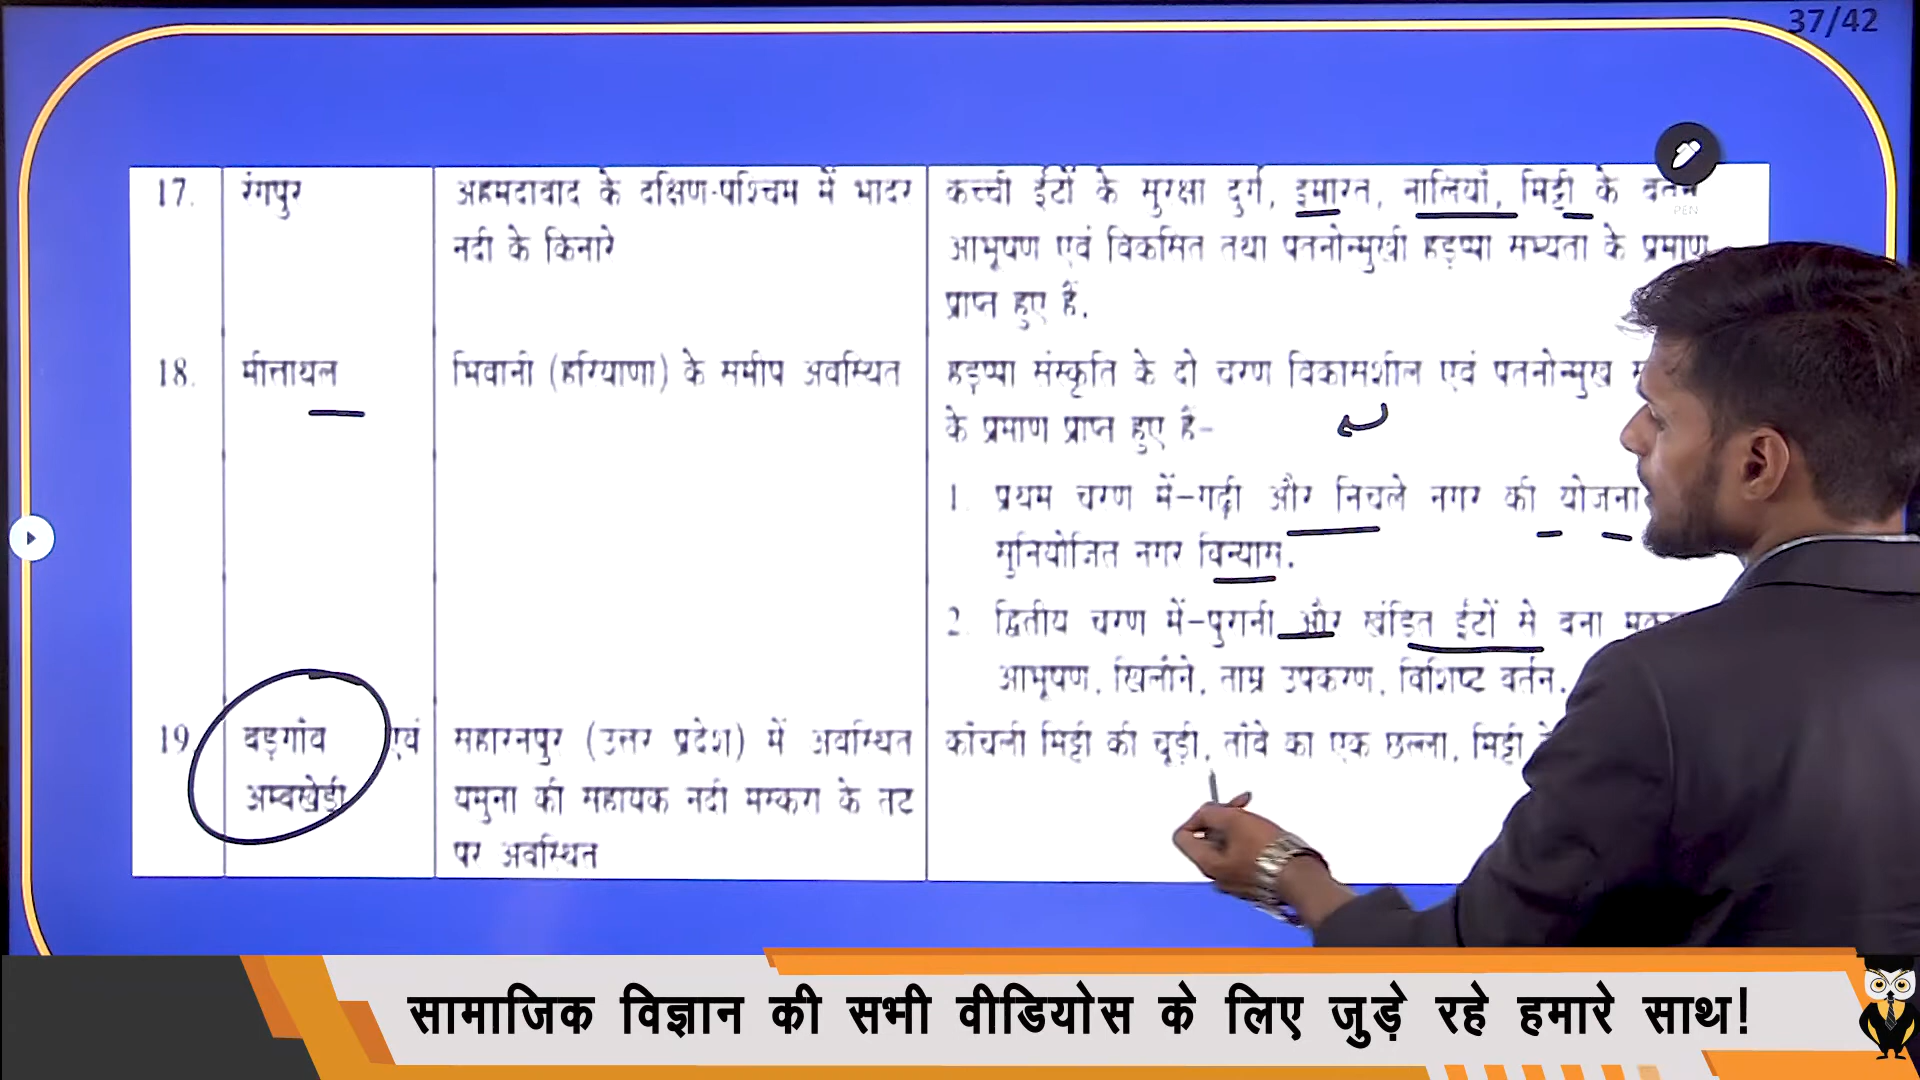 37/42
PEN
17. रंगपुर अहमदाबाद के दक्षिण-पश्चिम में भादर कच्ची ईंटों के सुरक्षा दुर्ग, इमारत, नालियां, मिट्टी के बर्तन
नदी के किनारे आभूषण एवं विकसित तथा पतनोन्मुखी हड़प्पा सभ्यता के प्रमाण
प्राप्त हुए हैं.
18. मीत्ताथल भिवानी (हरियाणा) के समीप अवस्थित हड़प्पा संस्कृति के दो चरण विकासशील एवं पतनोन्मुख
के प्रमाण प्राप्त हुए हैं-
1. प्रथम चरण में-गढ़ी और निचले नगर की योजना
सुनियोजित नगर विन्यास.
2. द्वितीय चरण में-पुरानी और खंडित ईंटों से बना
आभूषण, खिलौने, ताम्र उपकरण, विशिष्ट बर्तन.
19. बड़गांव एवं सहारनपुर (उत्तर प्रदेश) में अवस्थित कांचली मिट्टी की चूड़ी, तांबे का एक छल्ला, मिट्टी
अम्बखेड़ी यमुना की सहायक नदी मस्करा के तट
पर अवस्थित
सामाजिक विज्ञान की सभी वीडियोस के लिए जुड़े रहे हमारे साथ!